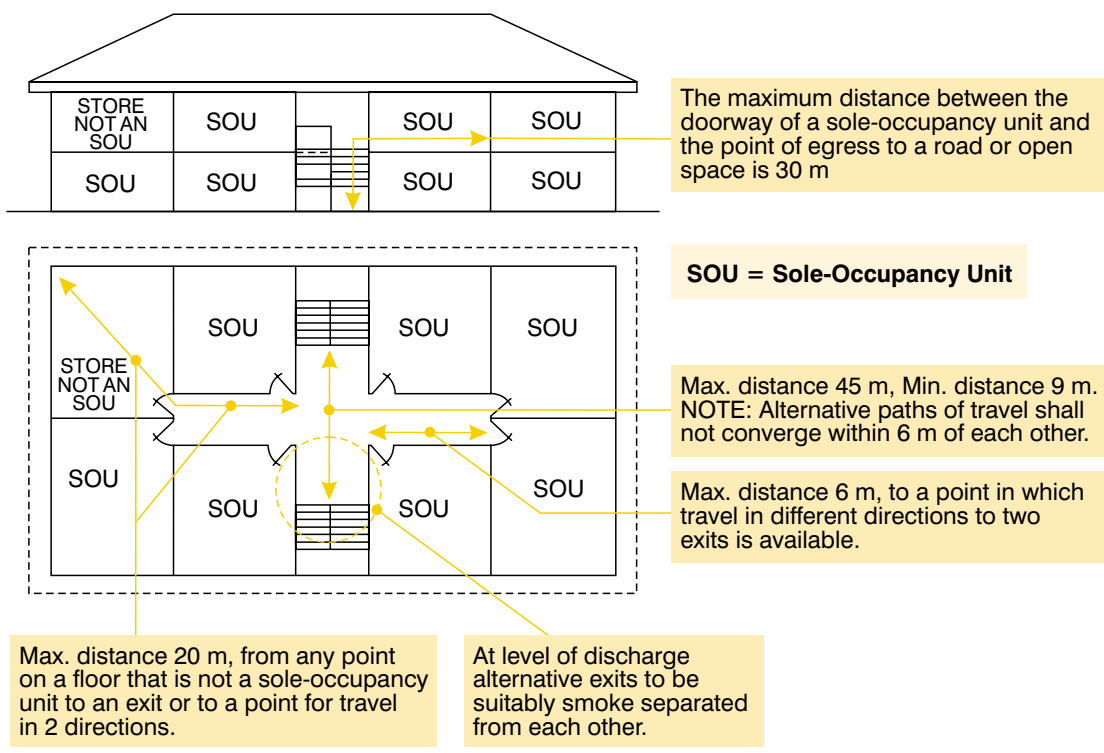 STORE
NOT AN
SOU
SOU
SOU
SOU
SOU
SOU
SOU
SOU
The maximum distance between the
doorway of a sole-occupancy unit and
the point of egress to a road or open
space is 30 m
SOU = Sole-Occupancy Unit
SOU
SOU
SOU
STORE
NOT AN
SOU
Max. distance 45 m, Min. distance 9 m.
NOTE: Alternative paths of travel shall
not converge within 6 m of each other.
SOU
SOU
SOU
SOU
Max. distance 6 m, to a point in which
travel in different directions to two
exits is available.
Max. distance 20 m, from any point
on a floor that is not a sole-occupancy
unit to an exit or to a point for travel
in 2 directions.
At level of discharge
alternative exits to be
suitably smoke separated
from each other.